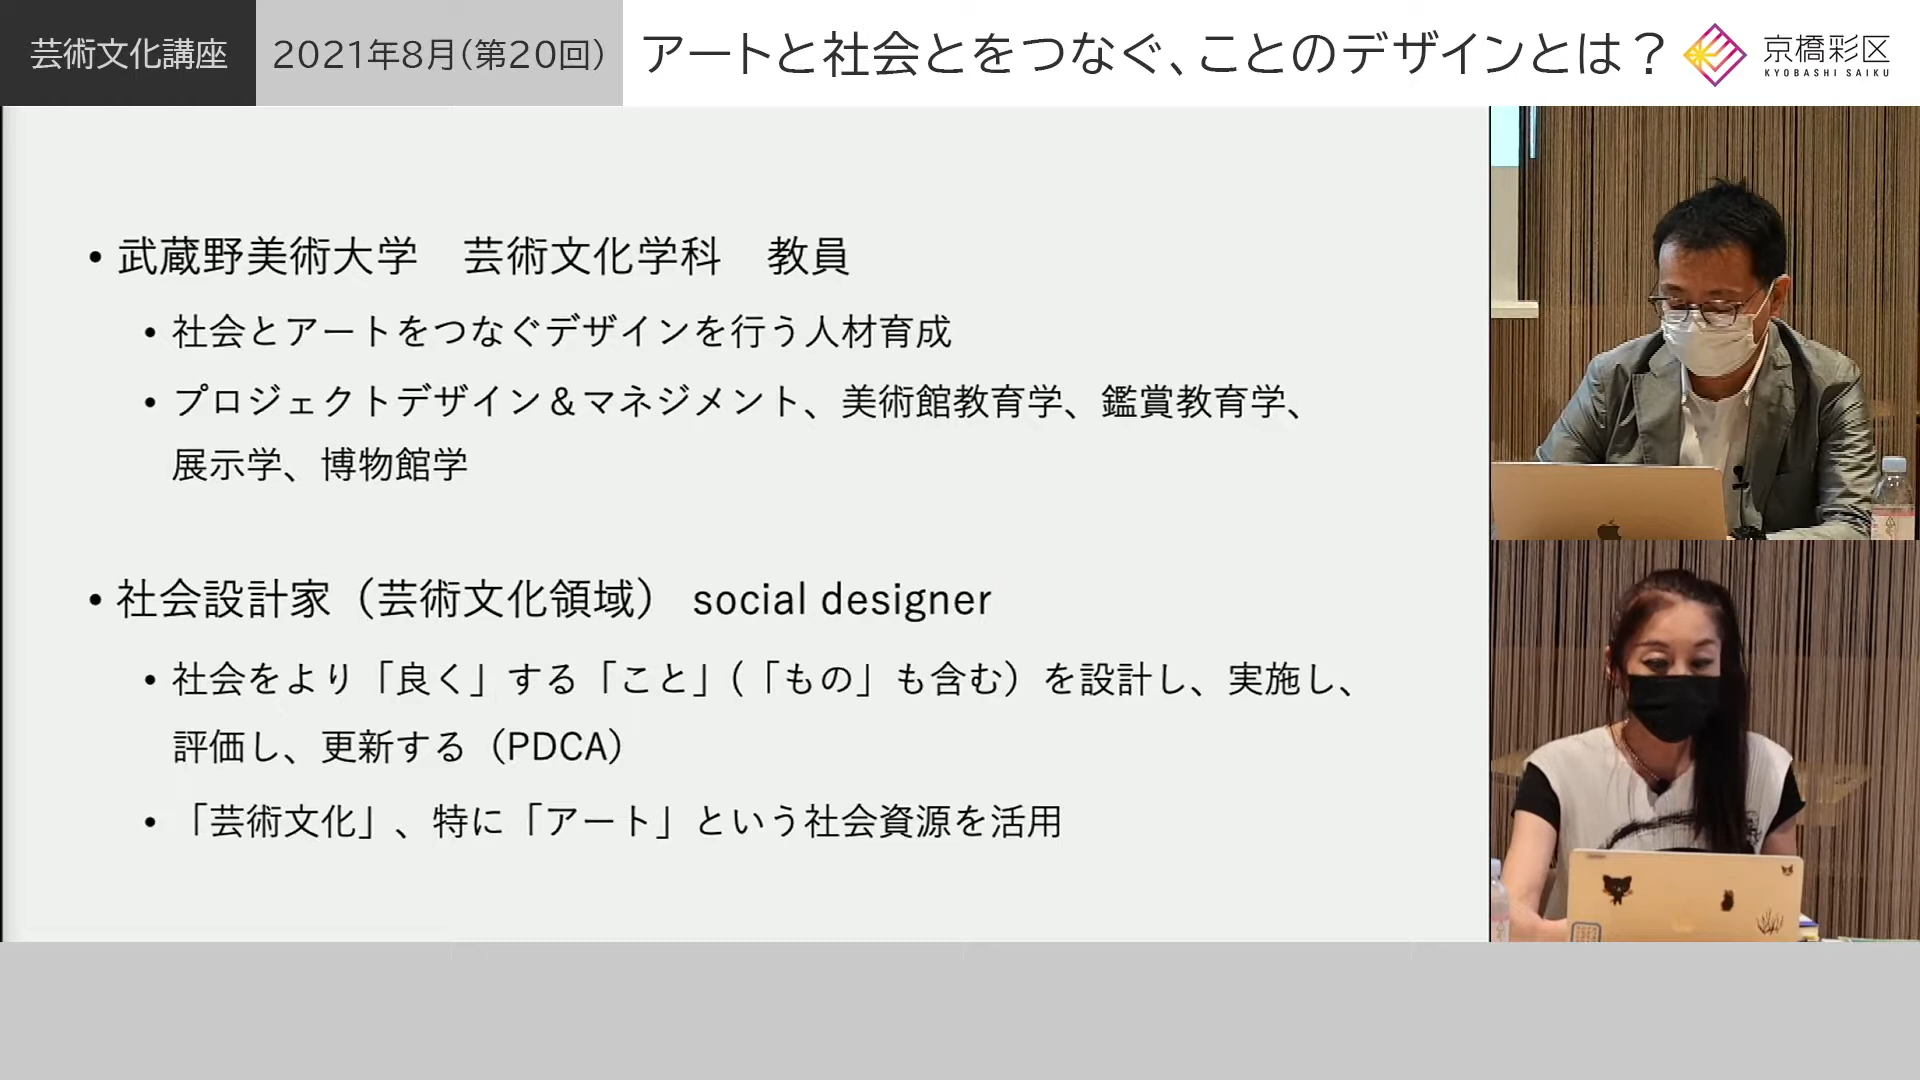 芸術文化講座
2021年8月(第20回)
アートと社会とをつなぐ、ことのデザインとは？
京橋彩区
KYOBASHI SAIKU
• 武蔵野美術大学　芸術文化学科　教員
• 社会とアートをつなぐデザインを行う人材育成
• プロジェクトデザイン＆マネジメント、美術館教育学、鑑賞教育学、
展示学、博物館学
• 社会設計家（芸術文化領域） social designer
• 社会をより「良く」する「こと」(「もの」も含む）を設計し、実施し、
評価し、更新する（PDCA）
• 「芸術文化」、特に「アート」という社会資源を活用